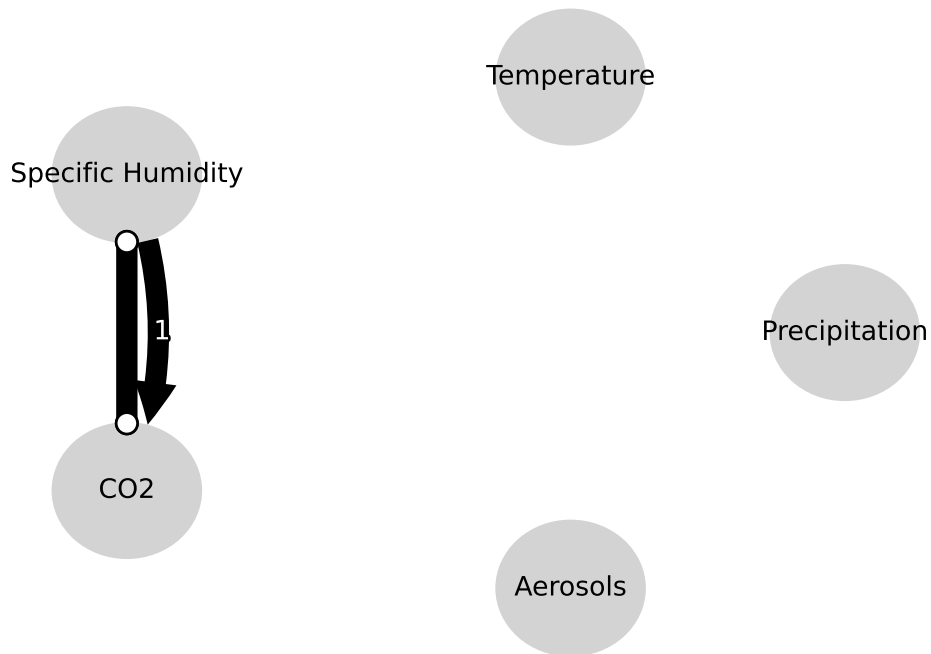 Temperature
Specific Humidity
1
Precipitation
CO2
Aerosols